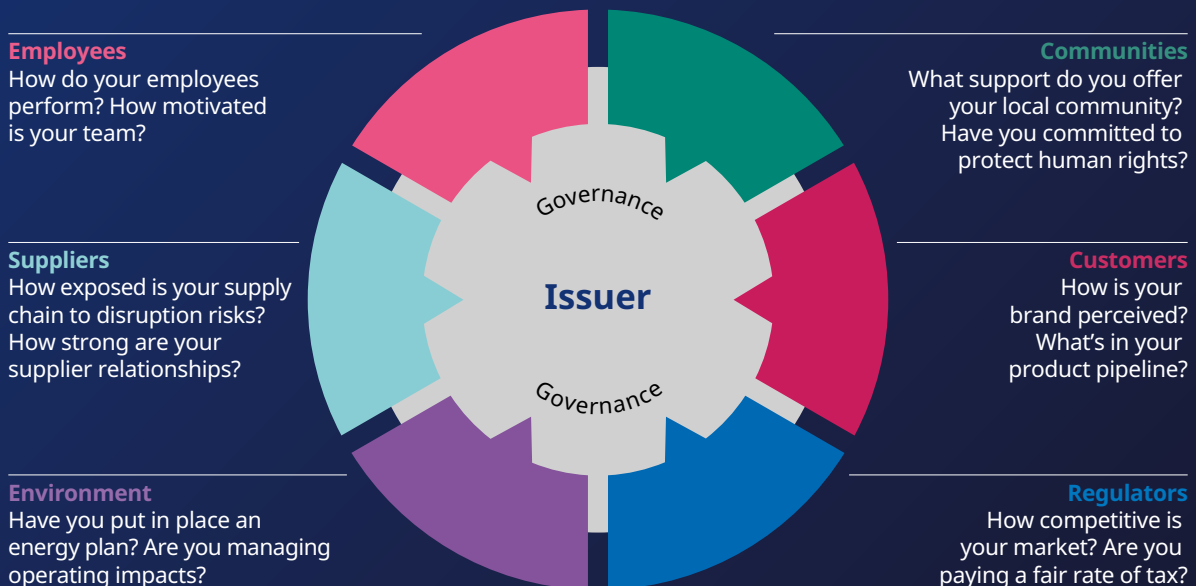 Employees
How do your employees
perform? How motivated
is your team?
Communities
What support do you offer
your local community?
Have you committed to
protect human rights?
Governance
Suppliers
How exposed is your supply
chain to disruption risks?
How strong are your
supplier relationships?
Issuer
Customers
How is your
brand perceived?
What's in your
product pipeline?
Governance
Environment
Have you put in place an
energy plan? Are you managing
operating impacts?
Regulators
How competitive is
your market? Are you
paying a fair rate of tax?